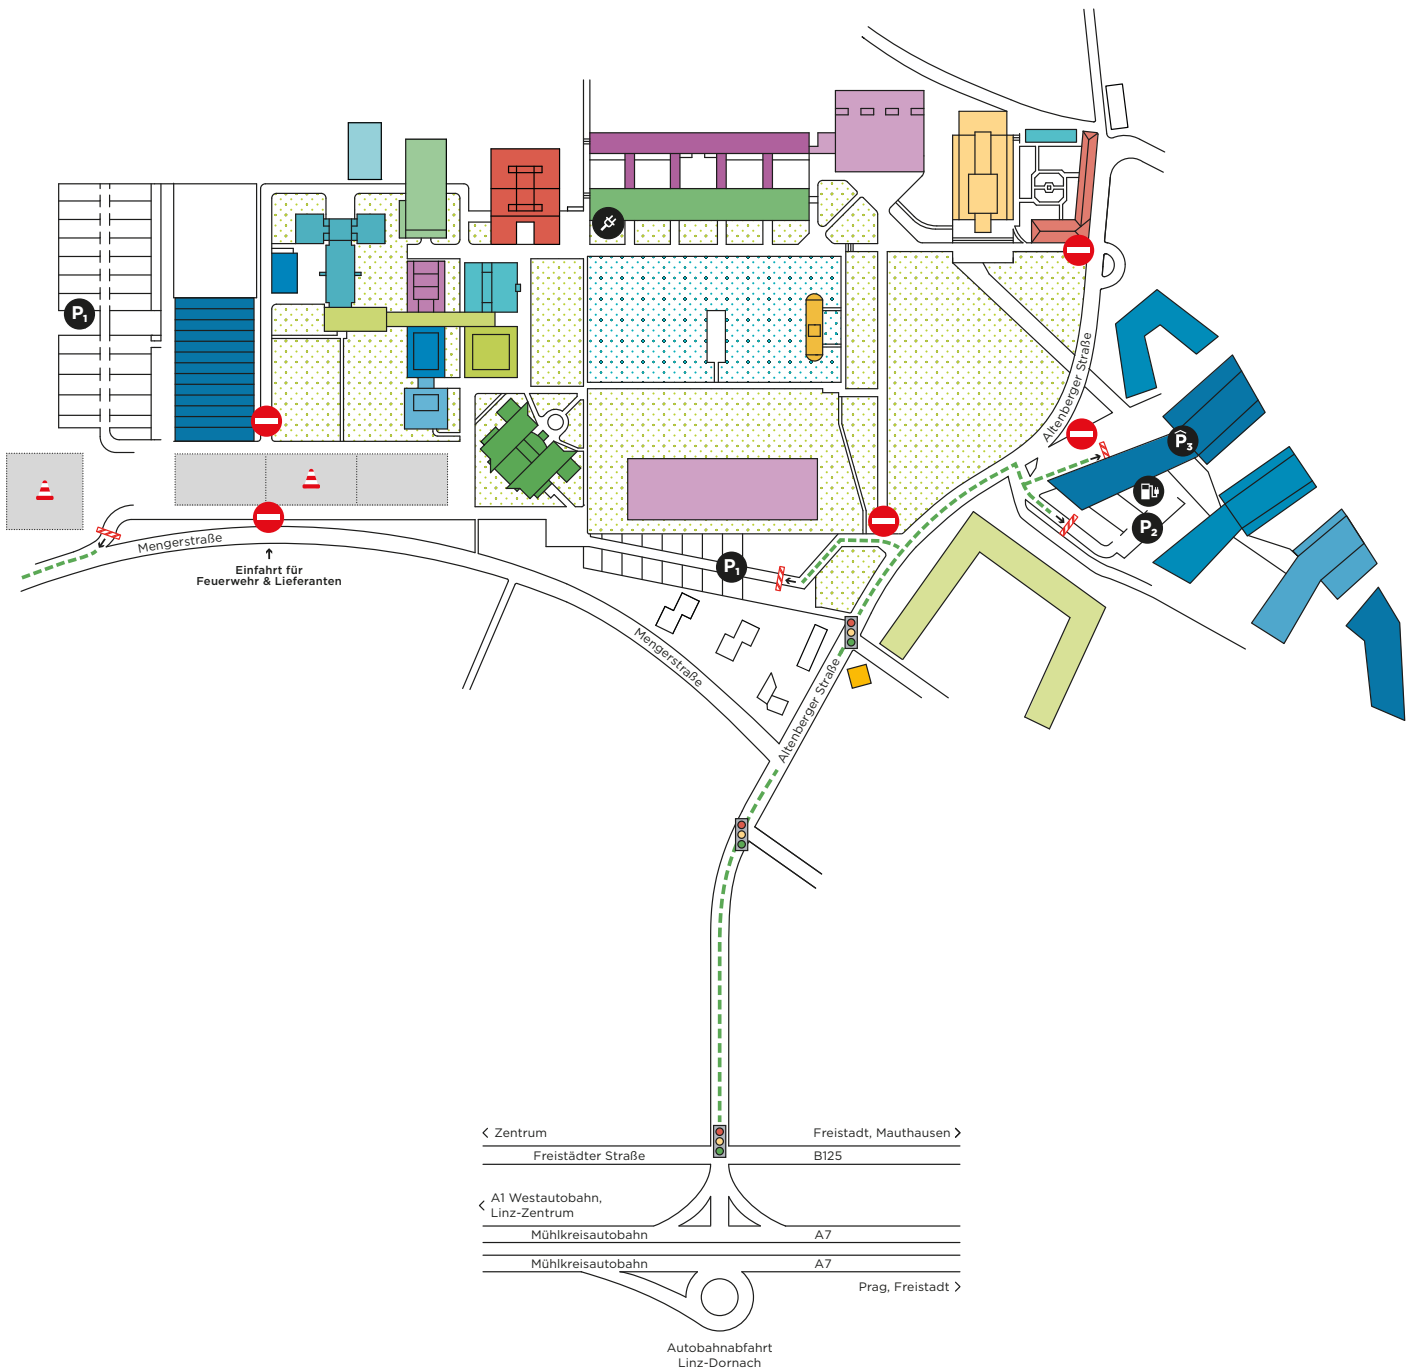 P1
Altenberger Straße
P3
P2
Mengerstraße
Einfahrt für
Feuerwehr & Lieferanten
P1
Mengerstraße
Altenberger Straße
Zentrum
Freistadt, Mauthausen
Freistädter Straße
B125
A1 Westautobahn,
Linz-Zentrum
Mühlkreisautobahn
A7
Mühlkreisautobahn
A7
Prag, Freistadt
Autobahnabfahrt
Linz-Dornach